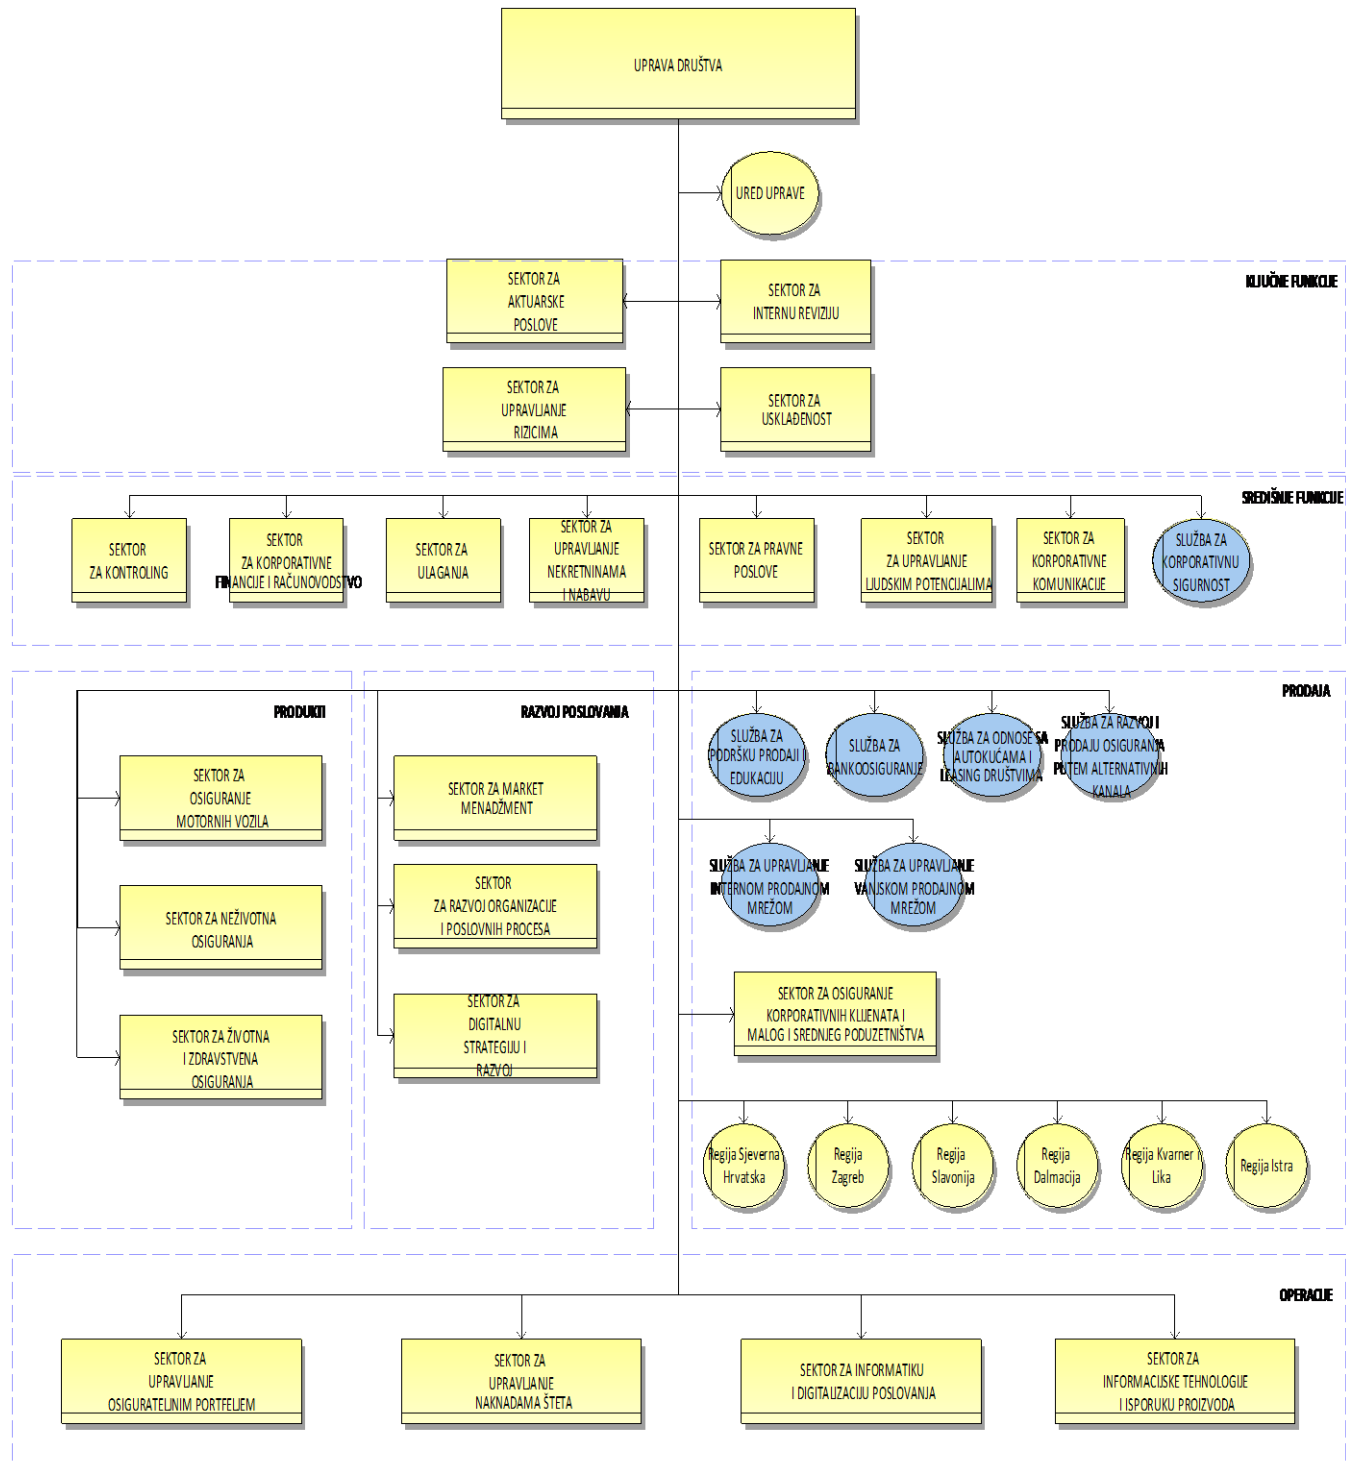 UPRAVA DRUŠTVA
URED UPRAVE
KLJUČNE FUNKCIJE
SEKTOR ZA
AKTUARSKE
POSLOVE
SEKTOR ZA
INTERNU REVIZIJU
SEKTOR ZA
UPRAVLJANJE
RIZICIMA
SEKTOR ZA
USKLAĐENOST
SREDIŠNJE FUNKCIJE
SEKTOR
ZA KONTROLING
SEKTOR
ZA KORPORATIVNE
FINANCIJE I RAČUNOVODSTVO
SEKTOR ZA
ULAGANJA
SEKTOR ZA
UPRAVLJANJE
NEKRETNINAMA
I NABAVU
SEKTOR ZA PRAVNE
POSLOVE
SEKTOR
ZA UPRAVLJANJE
LJUDSKIM POTENCIJALIMA
SEKTOR ZA
KORPORATIVNE
KOMUNIKACIJE
SLUŽBA ZA
KORPORATIVNU
SIGURNOST
PRODUKTI
SEKTOR ZA
OSIGURANJE
MOTORNIH VOZILA
SEKTOR ZA NEŽIVOTNA
OSIGURANJA
SEKTOR ZA ŽIVOTNA
I ZDRAVSTVENA
OSIGURANJA
RAZVOJ POSLOVANJA
SEKTOR ZA MARKET
MENADŽMENT
SEKTOR
ZA RAZVOJ ORGANIZACIJE
I POSLOVNIH PROCESA
SEKTOR ZA
DIGITALNU
STRATEGIJU I
RAZVOJ
PRODAJA
SLUŽBA ZA
PODRŠKU PRODAJI I
EDUKACIJU
SLUŽBA ZA
BANKOOSIGURANJE
SLUŽBA ZA ODNOSE SA
AUTOKUĆAMA I
LEASING DRUŠTVIMA
SLUŽBA ZA RAZVOJ I
PRODAJU OSIGURANJA
PUTEM ALTERNATIVNIH
KANALA
SLUŽBA ZA UPRAVLJANJE
INTERNOM PRODAJNOM
MREŽOM
SLUŽBA ZA UPRAVLJANJE
VANJSKOM PRODAJNOM
MREŽOM
SEKTOR ZA OSIGURANJE
KORPORATIVNIH KLIJENATA I
MALOG I SREDNJEG PODUZETNIŠTVA
Regija Sjeverna
Hrvatska
Regija
Zagreb
Regija
Slavonija
Regija
Dalmacija
Regija Kvarner i
Lika
Regija Istra
OPERACIJE
SEKTOR ZA
UPRAVLJANJE
OSIGURATELJNIM PORTFELJEM
SEKTOR ZA
UPRAVLJANJE
NAKNADAMA ŠTETA
SEKTOR ZA INFORMATIKU
I DIGITALIZACIJU POSLOVANJA
SEKTOR ZA
INFORMACIJSKE TEHNOLOGIJE
I ISPORUKU PROIZVODA